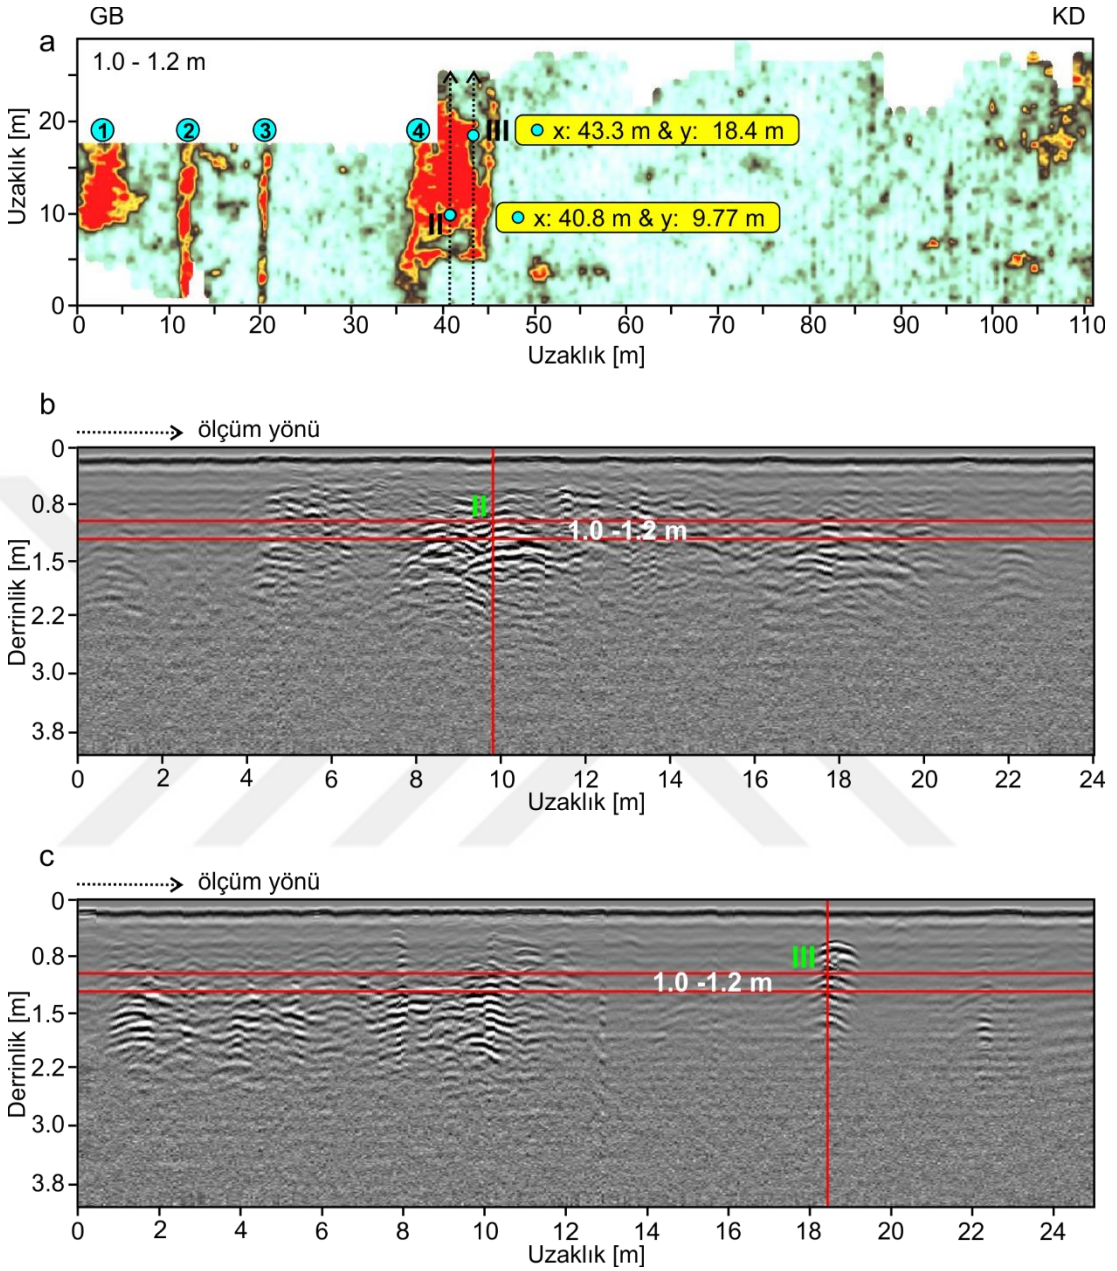 GB KD
a
1.0 - 1.2 m
1 2 3 4
III x: 43.3 m & y: 18.4 m
II x: 40.8 m & y: 9.77 m
Uzaklık [m]
20
10
0
0 10 20 30 40 50 60 70 80 90 100 110
Uzaklık [m]
b
ölçüm yönü
Derrinlik [m]
0
0.8
1.5
2.2
3.0
3.8
II
1.0 -1.2 m
0 2 4 6 8 10 12 14 16 18 20 22 24
Uzaklık [m]
c
ölçüm yönü
Derrinlik [m]
0
0.8
1.5
2.2
3.0
3.8
III
1.0 -1.2 m
0 2 4 6 8 10 12 14 16 18 20 22 24
Uzaklık [m]